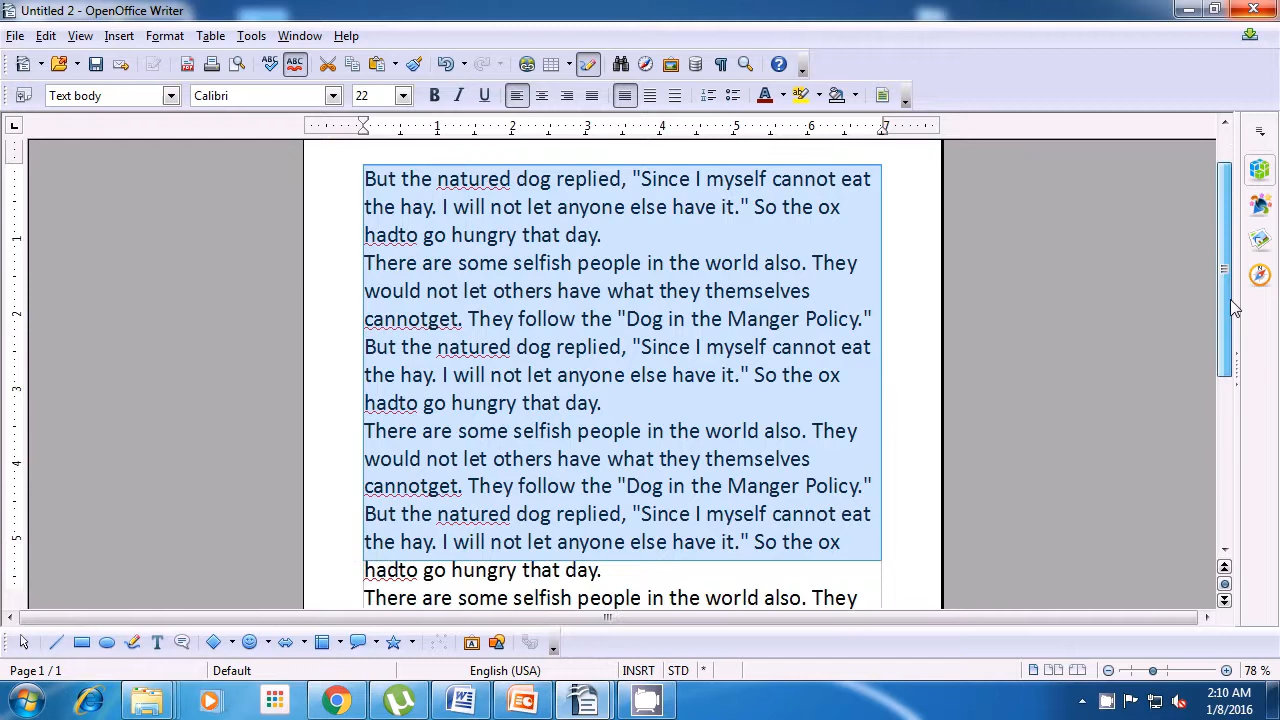 Untitled 2 - OpenOffice Writer
File Edit View Insert Format Table Tools Window Help
Text body Calibri 22
1 2 3 4 5 6 7
But the natured dog replied, "Since I myself cannot eat
the hay. I will not let anyone else have it." So the ox
hadto go hungry that day.
There are some selfish people in the world also. They
would not let others have what they themselves
cannotget. They follow the "Dog in the Manger Policy."
But the natured dog replied, "Since I myself cannot eat
the hay. I will not let anyone else have it." So the ox
hadto go hungry that day.
There are some selfish people in the world also. They
would not let others have what they themselves
cannotget. They follow the "Dog in the Manger Policy."
But the natured dog replied, "Since I myself cannot eat
the hay. I will not let anyone else have it." So the ox
hadto go hungry that day.
There are some selfish people in the world also. They
Page 1 / 1 Default English (USA) INSRT STD * 78 %
2:10 AM
1/8/2016